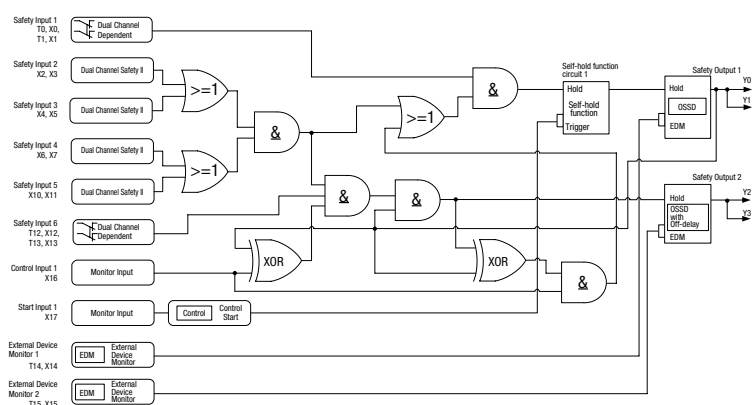 Safety Input 1
T0, X0,
T1, X1
Dual Channel
Dependent
Safety Input 2
X2, X3
Dual Channel Safety II
Safety Input 3
X4, X5
Dual Channel Safety II
Safety Input 4
X6, X7
Dual Channel Safety II
Safety Input 5
X10, X11
Dual Channel Safety II
Safety Input 6
T12, X12,
T13, X13
Dual Channel
Dependent
Control Input 1
X16
Monitor Input
Start Input 1
X17
Monitor Input
Control
Control
Start
External Device
Monitor 1
T14, X14
EDM
External
Device
Monitor
External Device
Monitor 2
T15, X15
EDM
External
Device
Monitor
>=1
>=1
&
>=1
&
&
&
XOR
XOR
&
Self-hold function
circuit 1
Hold
Self-hold
function
Trigger
Safety Output 1
Hold
OSSD
EDM
Y0
Y1
Safety Output 2
Hold
OSSD
with
Off-delay
EDM
Y2
Y3